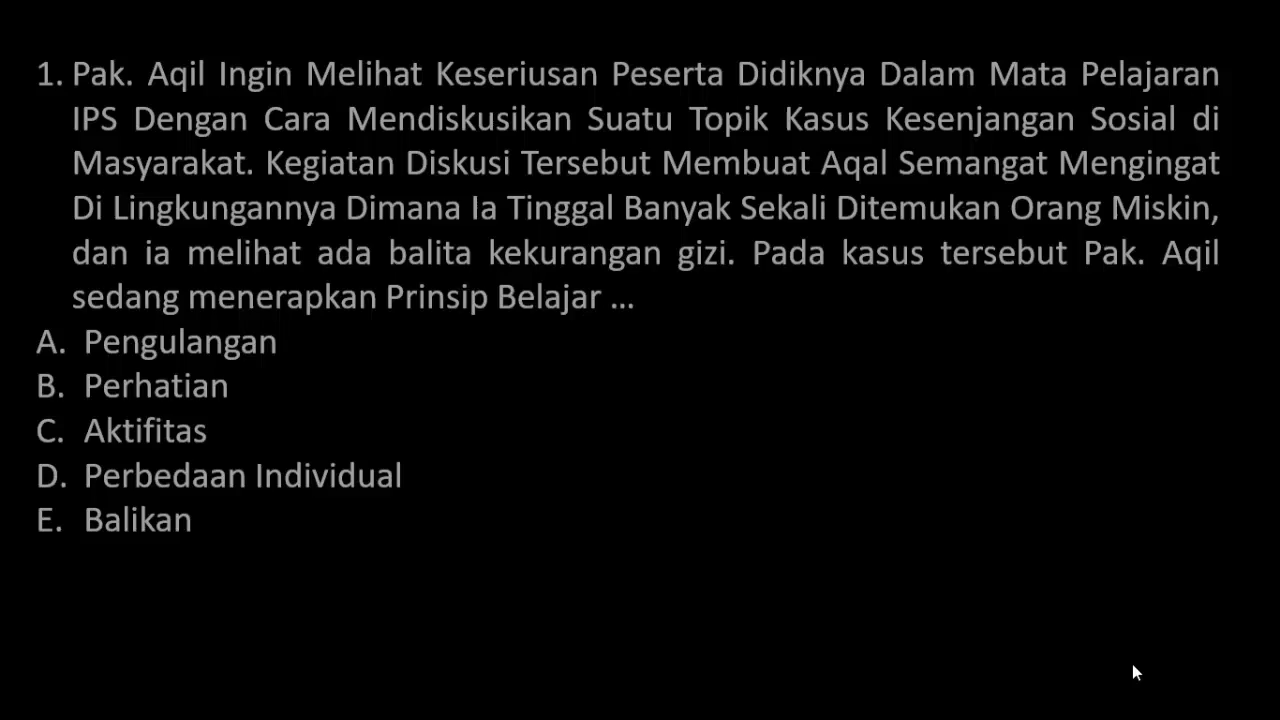 1. Pak. Aqil Ingin Melihat Keseriusan Peserta Didiknya Dalam Mata Pelajaran
IPS Dengan Cara Mendiskusikan Suatu Topik Kasus Kesenjangan Sosial di
Masyarakat. Kegiatan Diskusi Tersebut Membuat Aqal Semangat Mengingat
Di Lingkungannya Dimana Ia Tinggal Banyak Sekali Ditemukan Orang Miskin,
dan ia melihat ada balita kekurangan gizi. Pada kasus tersebut Pak. Aqil
sedang menerapkan Prinsip Belajar ...
A. Pengulangan
B. Perhatian
C. Aktifitas
D. Perbedaan Individual
E. Balikan